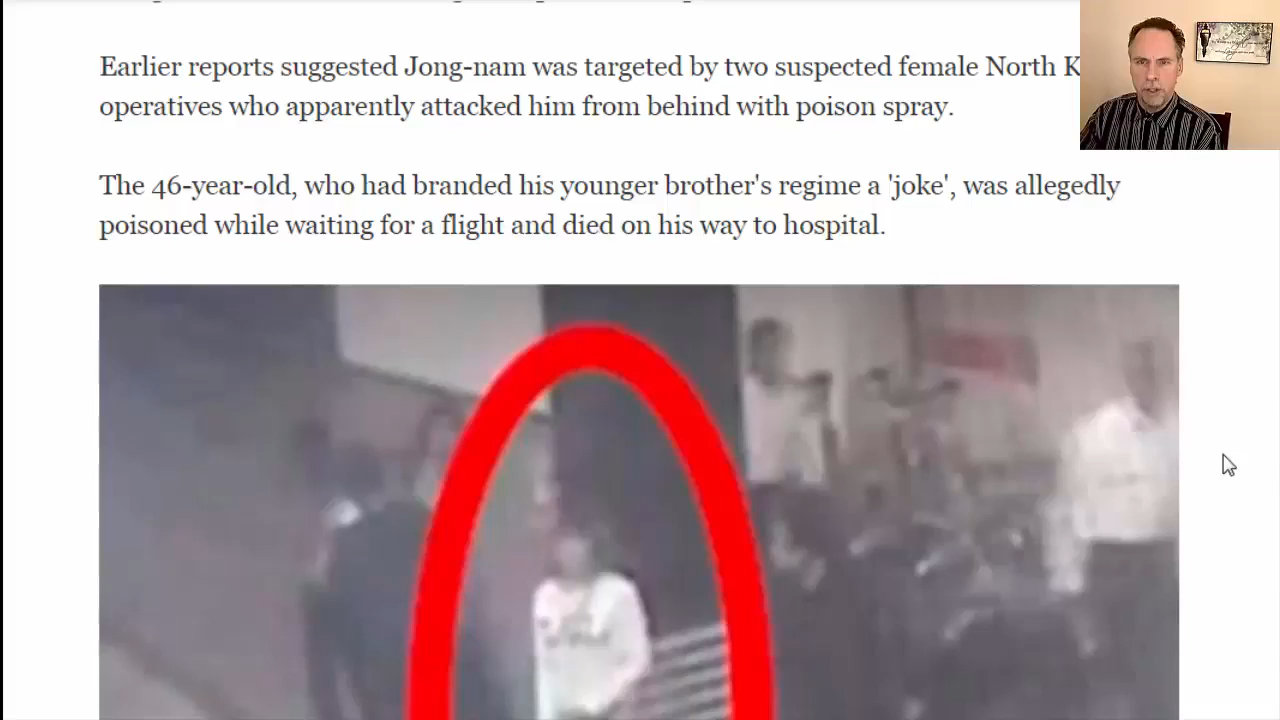 Earlier reports suggested Jong-nam was targeted by two suspected female North K
operatives who apparently attacked him from behind with poison spray.
The 46-year-old, who had branded his younger brother's regime a 'joke', was allegedly
poisoned while waiting for a flight and died on his way to hospital.